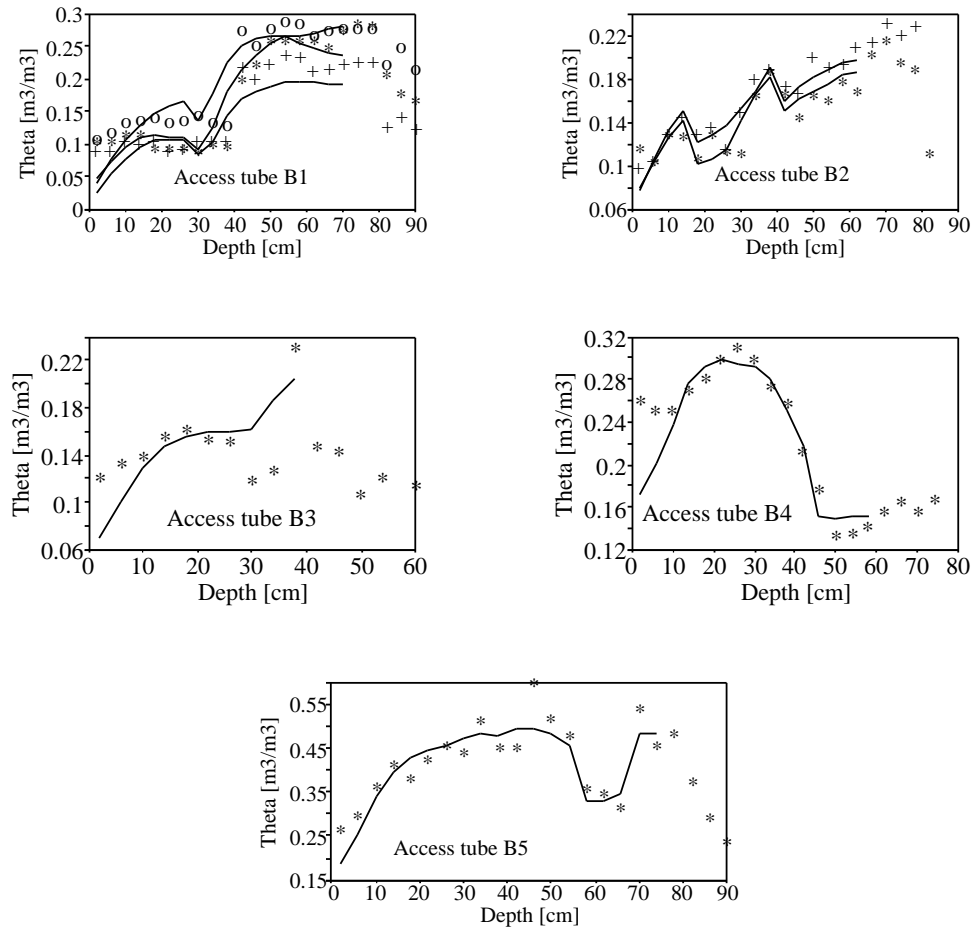 0.3
0.25
0.2
0.15
0.1
0.05
0
Theta [m3/m3]
Access tube B1
0 10 20 30 40 50 60 70 80 90
Depth [cm]
0.22
0.18
0.14
0.1
0.06
Theta [m3/m3]
Access tube B2
0 10 20 30 40 50 60 70 80 90
Depth [cm]
0.22
0.18
0.14
0.1
0.06
Theta [m3/m3]
Access tube B3
0 10 20 30 40 50 60
Depth [cm]
0.32
0.28
0.24
0.2
0.16
0.12
Theta [m3/m3]
Access tube B4
0 10 20 30 40 50 60 70 80
Depth [cm]
0.55
0.45
0.35
0.25
0.15
Theta [m3/m3]
Access tube B5
0 10 20 30 40 50 60 70 80 90
Depth [cm]